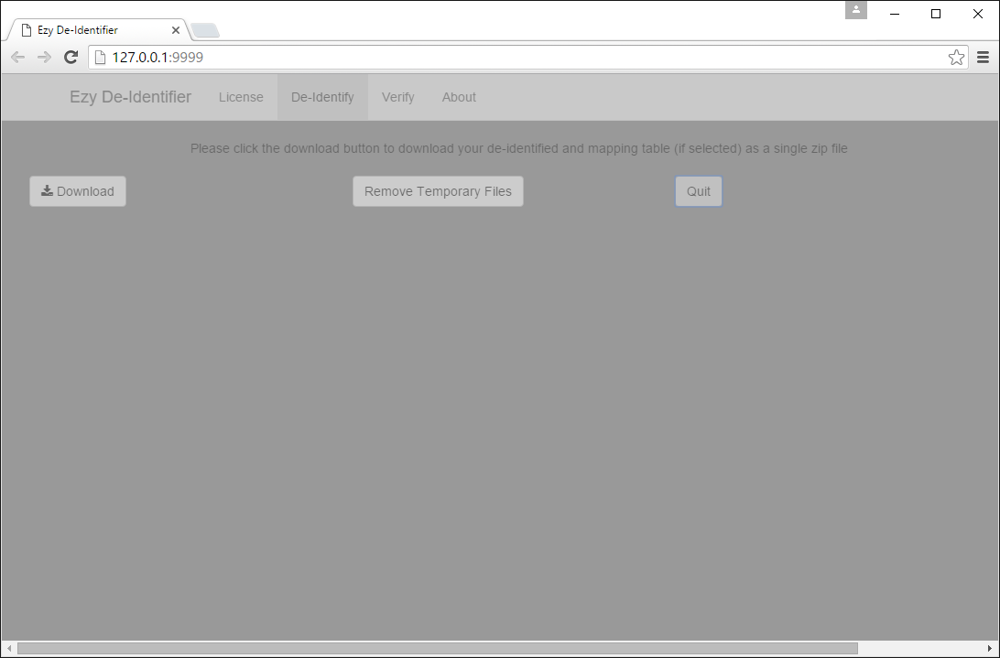 Ezy De-Identifier
127.0.0.1:9999
Ezy De-Identifier License De-Identify Verify About
Please click the download button to download your de-identified and mapping table (if selected) as a single zip file
Download Remove Temporary Files Quit